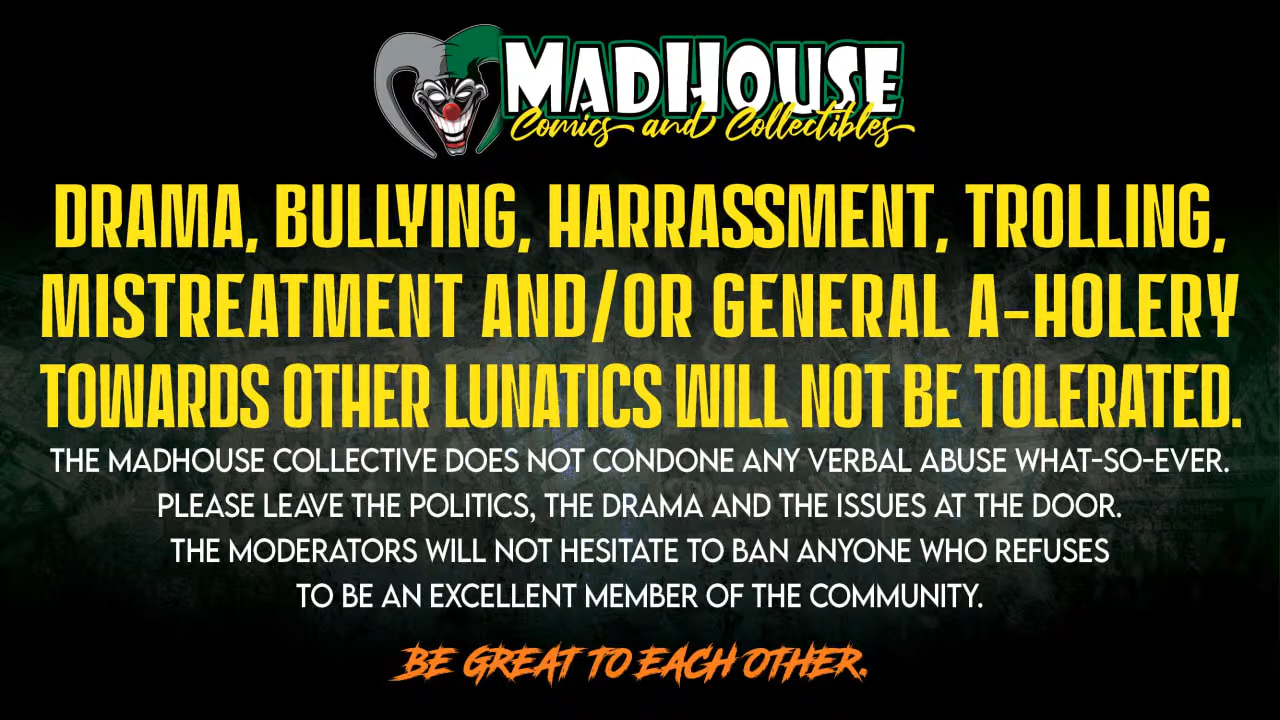 MADHOUSE
Comics and Collectibles
DRAMA, BULLYING, HARRASSMENT, TROLLING,
MISTREATMENT AND/OR GENERAL A-HOLERY
TOWARDS OTHER LUNATICS WILL NOT BE TOLERATED.
THE MADHOUSE COLLECTIVE DOES NOT CONDONE ANY VERBAL ABUSE WHAT-SO-EVER.
PLEASE LEAVE THE POLITICS, THE DRAMA AND THE ISSUES AT THE DOOR.
THE MODERATORS WILL NOT HESITATE TO BAN ANYONE WHO REFUSES
TO BE AN EXCELLENT MEMBER OF THE COMMUNITY.
BE GREAT TO EACH OTHER.